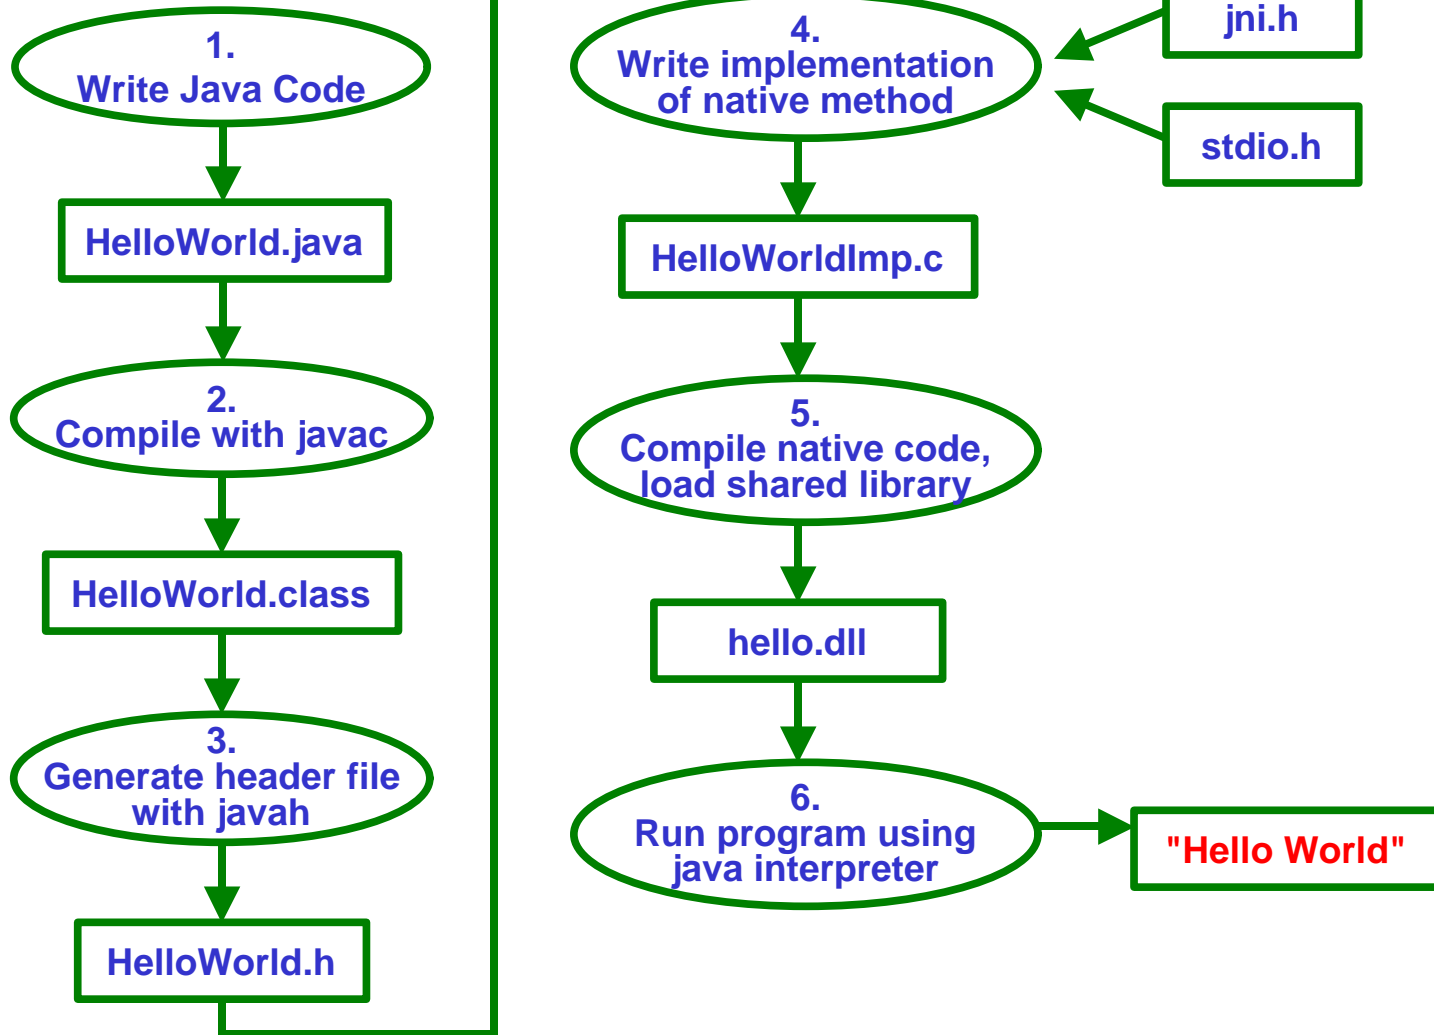 1.
Write Java Code
HelloWorld.java
2.
Compile with javac
HelloWorld.class
3.
Generate header file
with javah
HelloWorld.h
4.
Write implementation
of native method
jni.h
stdio.h
HelloWorldImp.c
5.
Compile native code,
load shared library
hello.dll
6.
Run program using
java interpreter
"Hello World"